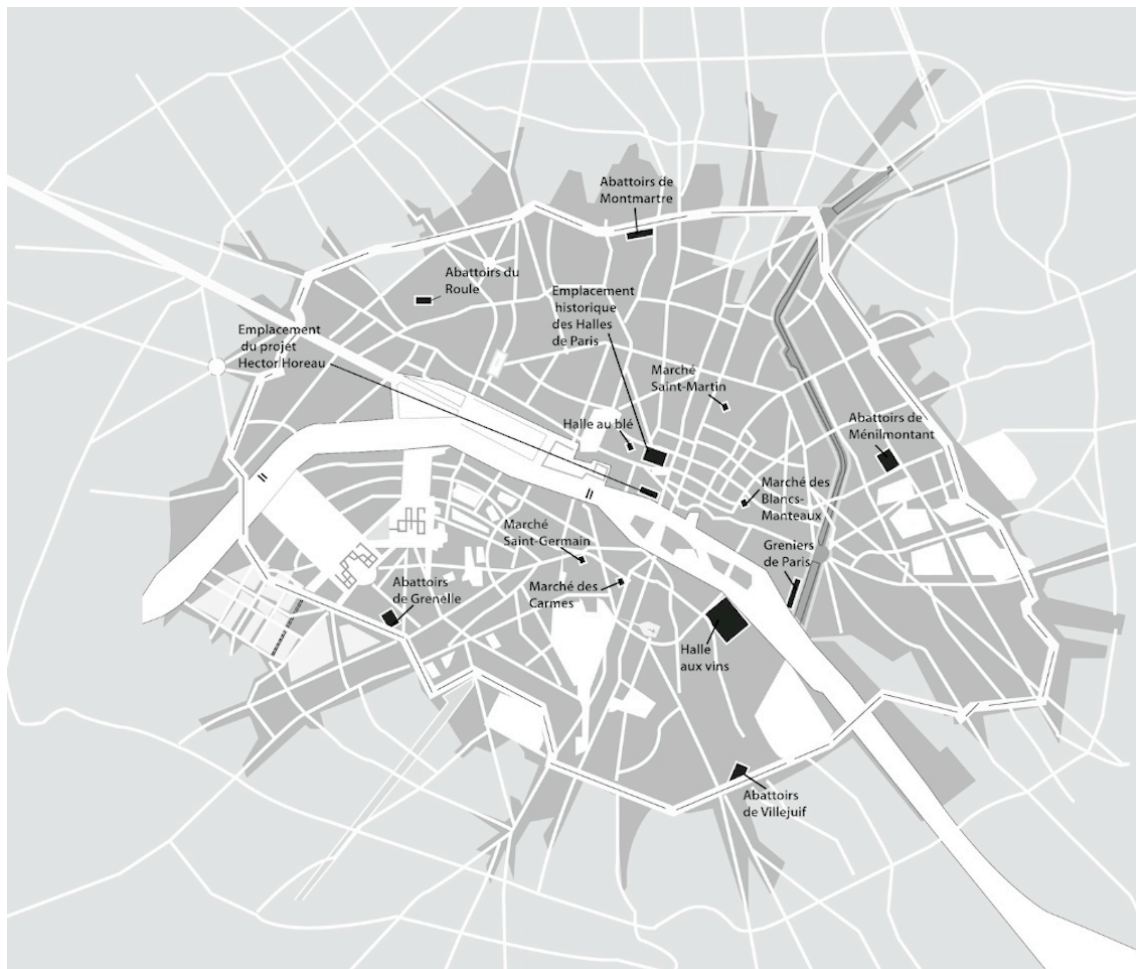 Abattoirs de
Montmartre
Abattoirs du
Roule
Emplacement
historique
des Halles
de Paris
Emplacement
du projet
Hector Horeau
Marché
Saint-Martin
Halle au blé
Abattoirs de
Ménilmontant
Marché des
Blancs-
Manteaux
Marché
Saint-Germain
Greniers
de Paris
Abattoirs
de Grenelle
Marché des
Carmes
Halle
aux vins
Abattoirs
de Villejuif